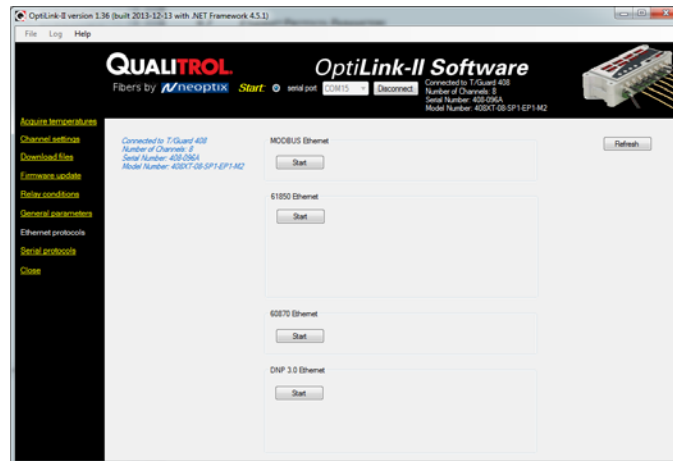 OptiLink-II version 1.36 (built 2013-12-13 with .NET Framework 4.5.1)
File Log Help
QUALITROL
OptiLink-II Software
Fibers by neoptix Start: serial port COM15 Disconnect
Connected to T/Guard 408
Number of Channels: 8
Serial Number: 408-096A
Model Number: 408XT-08-SP1-EP1-M2
Acquire temperatures
Channel settings
Download files
Firmware update
Relay conditions
General parameters
Ethernet protocols
Serial protocols
Close
Connected to T/Guard 408
Number of Channels: 8
Serial Number: 408-096A
Model Number: 408XT-08-SP1-EP1-M2
MODBUS Ethernet
Start
Refresh
61850 Ethernet
Start
60870 Ethernet
Start
DNP 3.0 Ethernet
Start